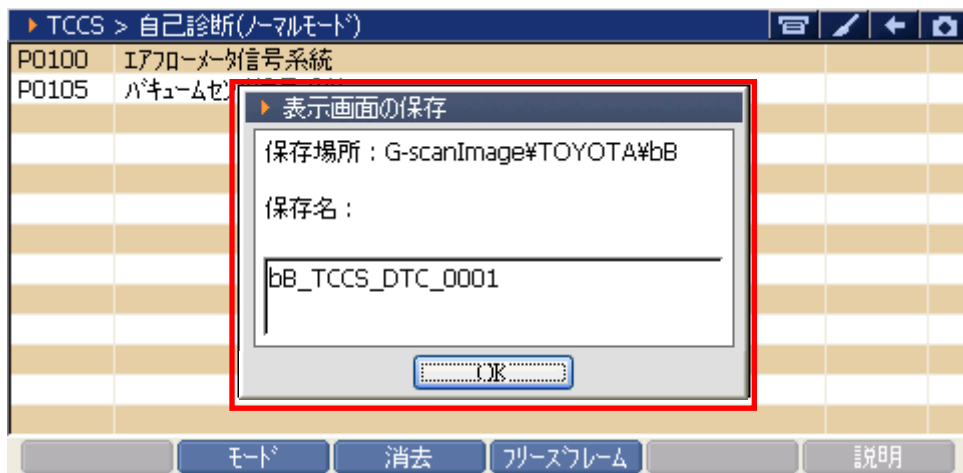 TCCS > 自己診断(ﾉｰﾏﾙﾓｰﾄﾞ)
P0100 ｴｱﾌﾛｰﾒｰﾀ信号系統
P0105 ﾊﾞｷｭｰﾑｾﾝ
表示画面の保存
保存場所：G-scanImage¥TOYOTA¥bB
保存名：
bB_TCCS_DTC_0001
OK
ﾓｰﾄﾞ 消去 ﾌﾘｰｽﾞﾌﾚｰﾑ 説明